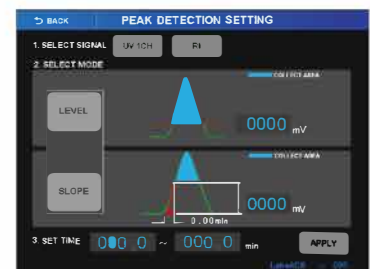 BACK PEAK DETECTION SETTING
1. SELECT SIGNAL UV 1CH RI
2. SELECT MODE
COLLECT AREA
LEVEL
0000 mV
COLLECT AREA
SLOPE
0000 mV
0.00min
3. SET TIME 000.0 ~ 000.0 min APPLY